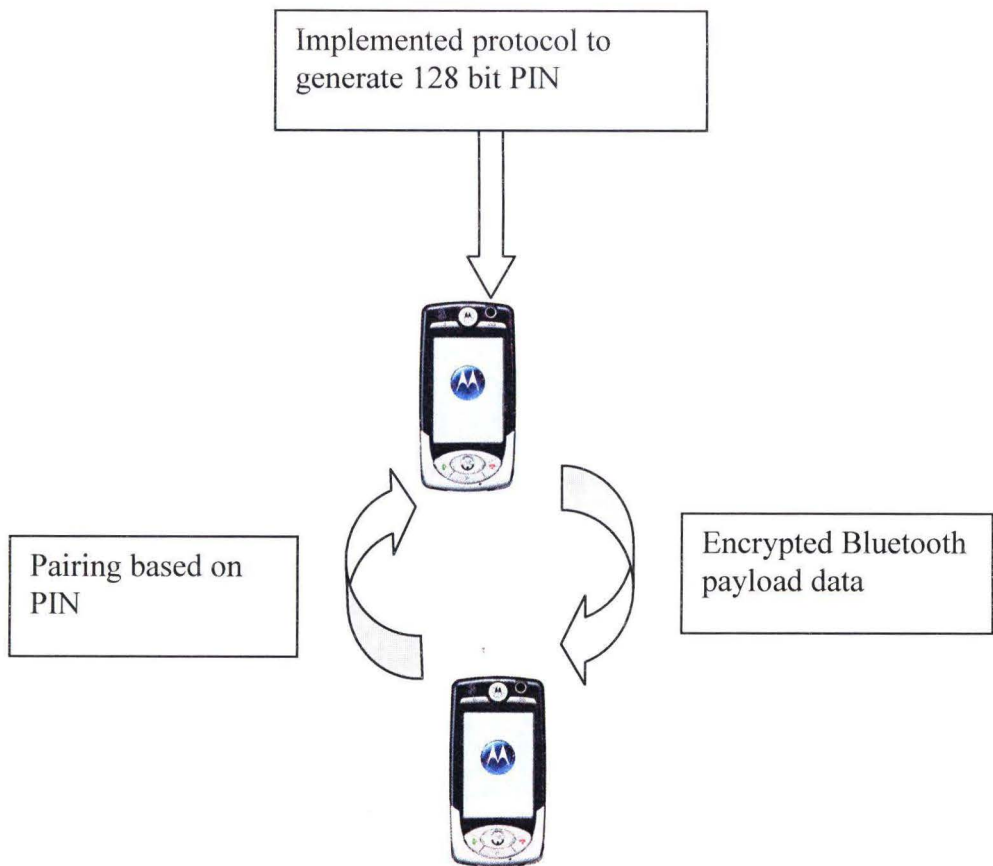 Implemented protocol to
generate 128 bit PIN
Pairing based on
PIN
Encrypted Bluetooth
payload data